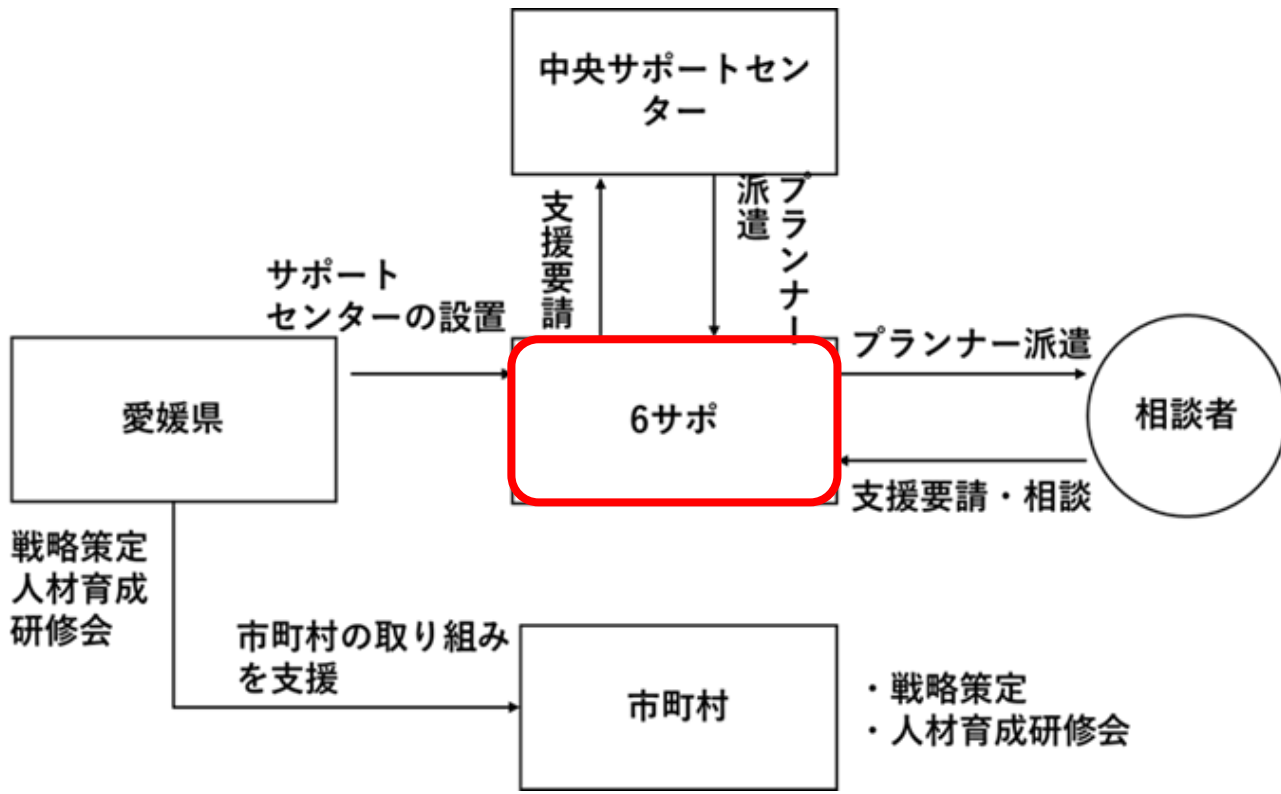 中央サポートセン
ター
支援要請
プランナー
派遣
サポート
センターの設置
プランナー派遣
愛媛県
6サポ
相談者
支援要請・相談
戦略策定
人材育成
研修会
市町村の取り組み
を支援
市町村
・戦略策定
・人材育成研修会